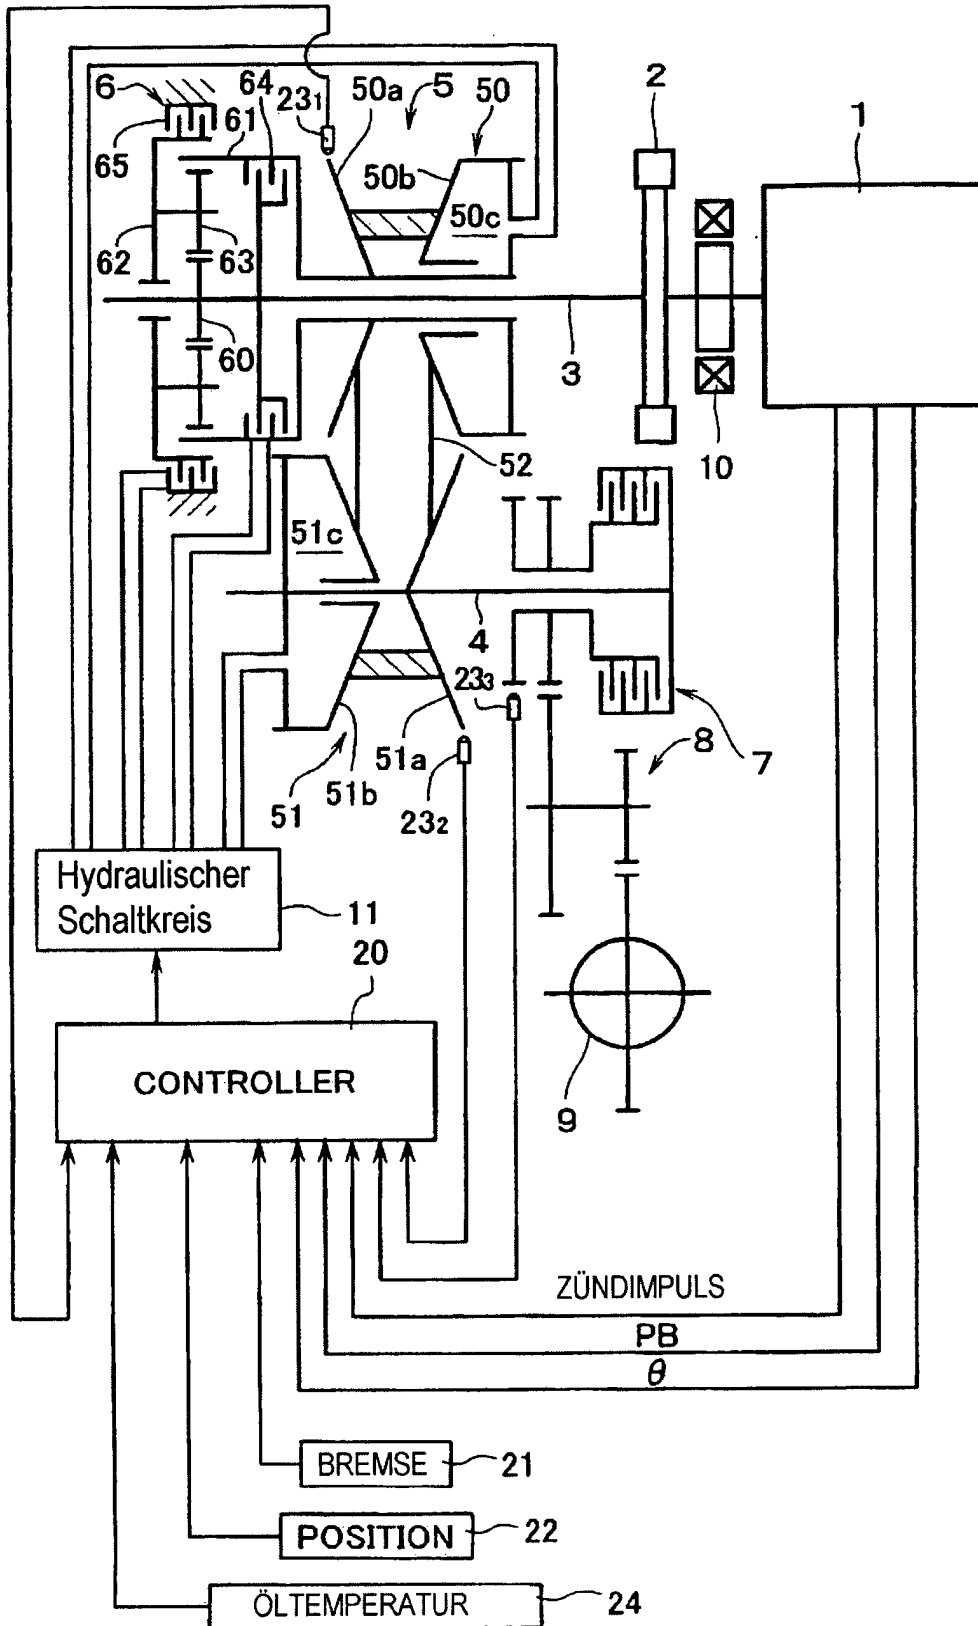 6
65
61
64
23₁
50a
5
50
2
1
50b
50c
62
63
60
3
10
52
51c
4
23₃
7
8
51a
51b
51
23₂
Hydraulischer
Schaltkreis
11
20
CONTROLLER
9
ZÜNDIMPULS
PB
θ
BREMSE
21
POSITION
22
ÖLTEMPERATUR
24